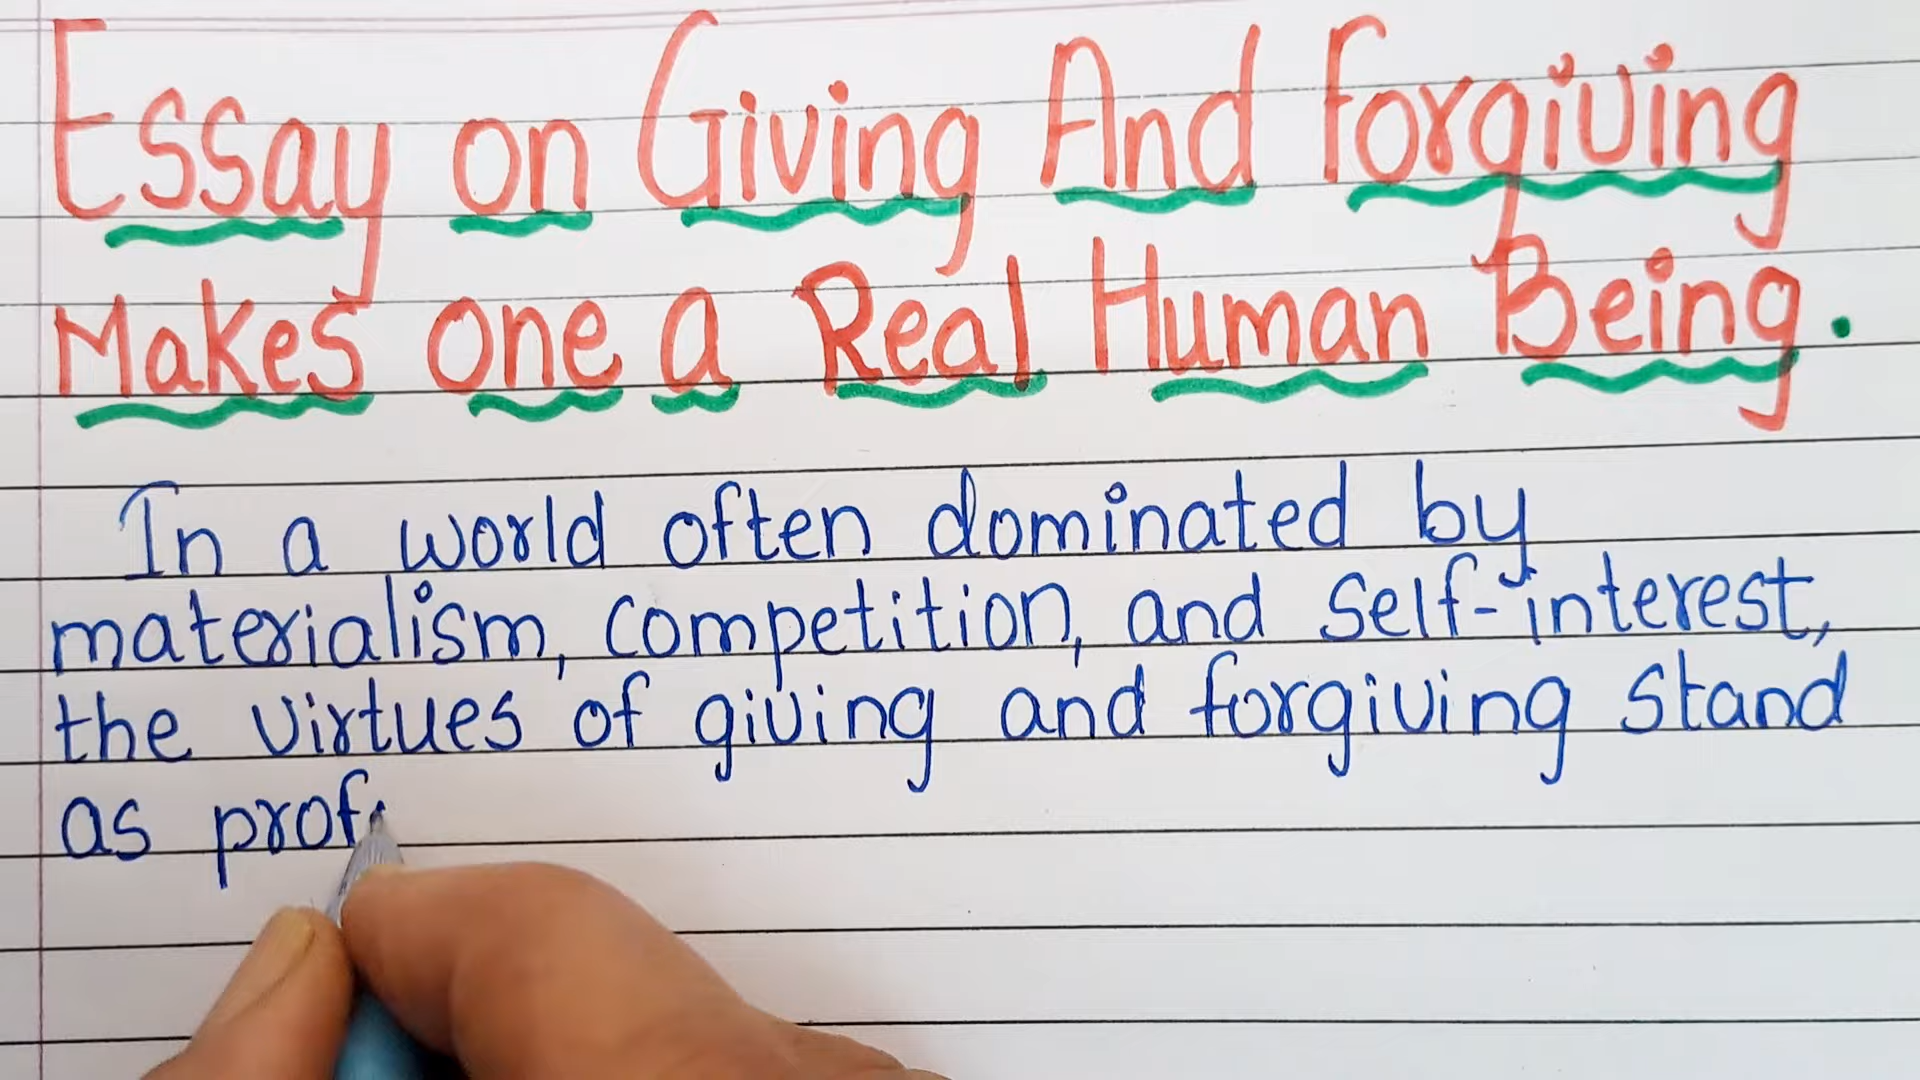 Essay on Giving And Forgiving
Makes one a Real Human Being.
In a world often dominated by
materialism, competition, and self-interest,
the virtues of giving and forgiving stand
as prof